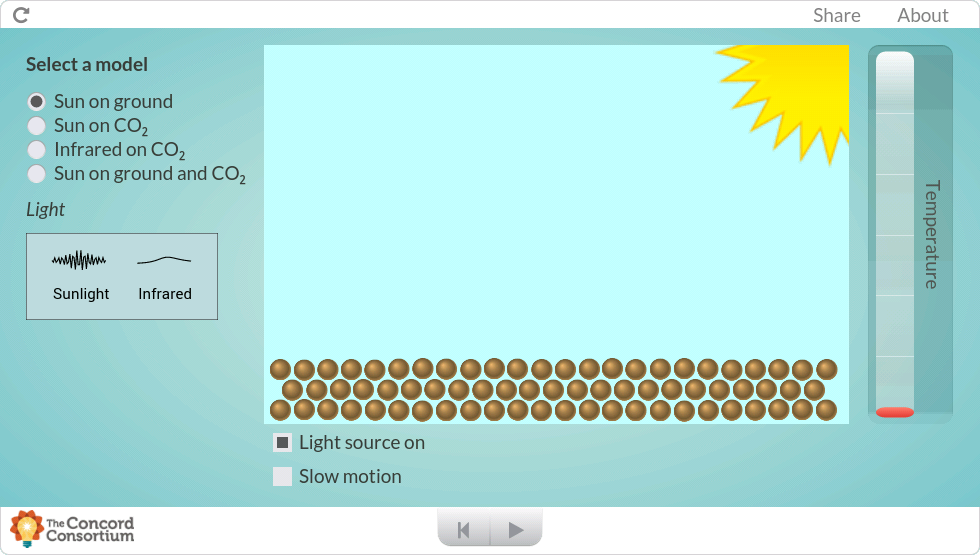 Share About
Select a model
Sun on ground
Sun on CO₂
Infrared on CO₂
Sun on ground and CO₂
Light
Sunlight Infrared
Temperature
Light source on
Slow motion
The Concord
Consortium